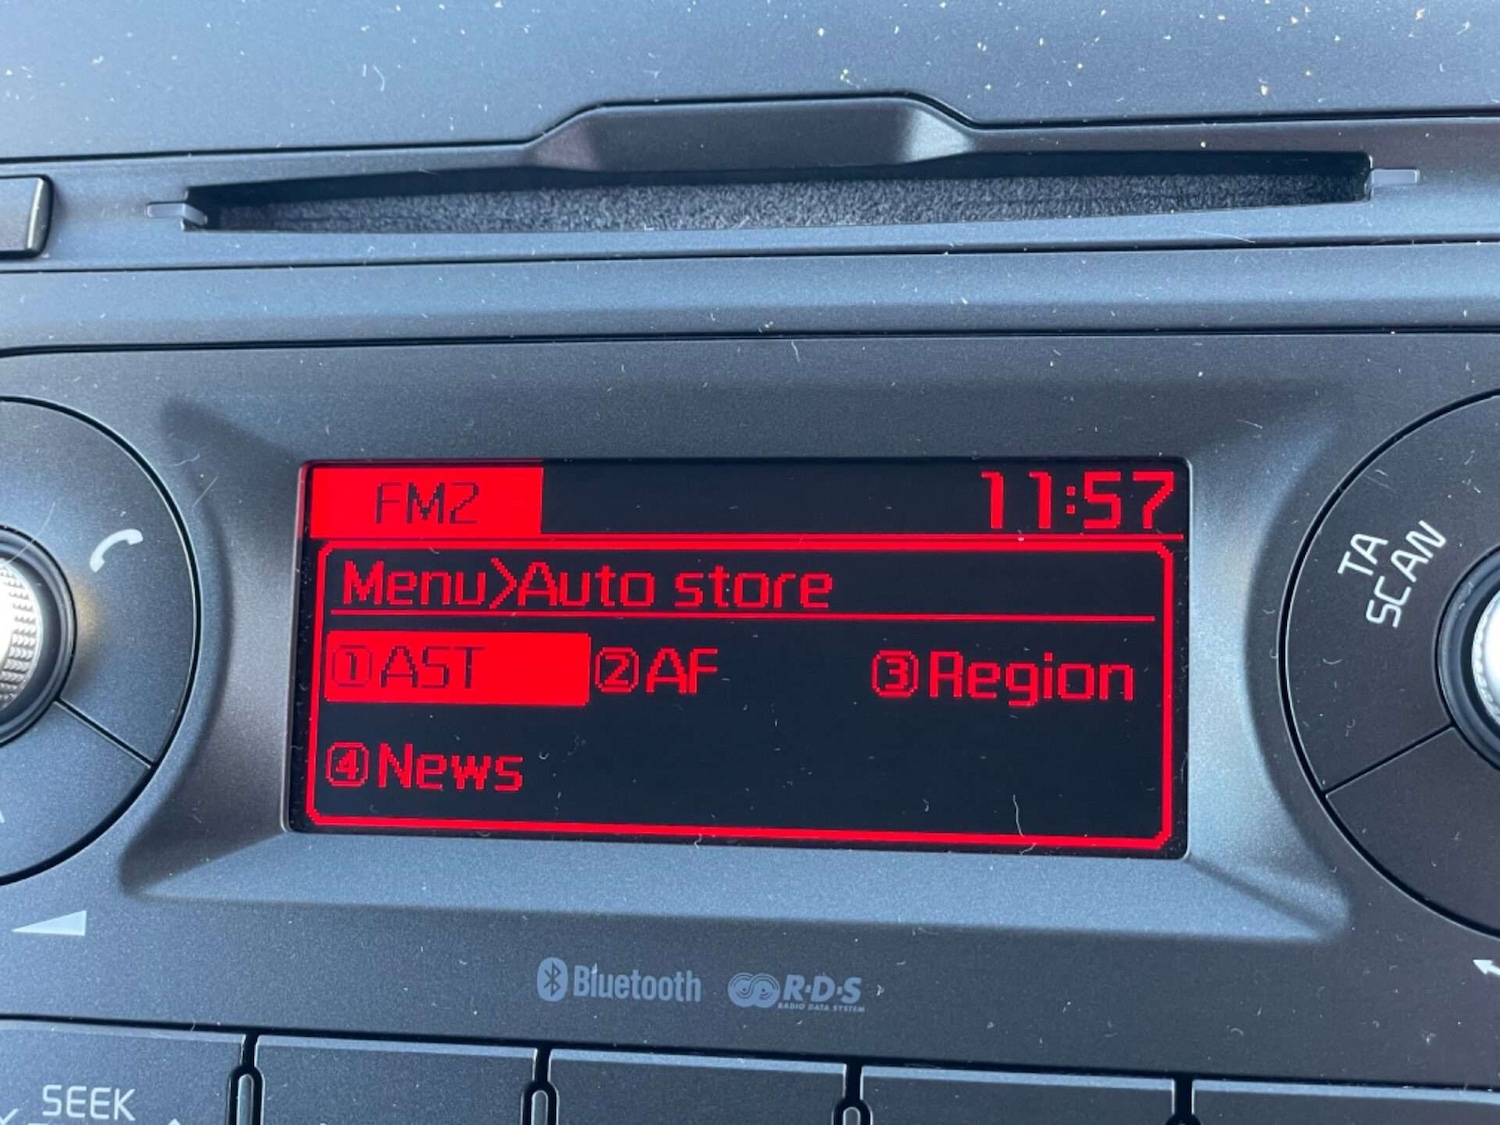 FM2 11:57
Menu>Auto store
①AST ②AF ③Region
④News
TA
SCAN
Bluetooth R·D·S
RADIO DATA SYSTEM
SEEK